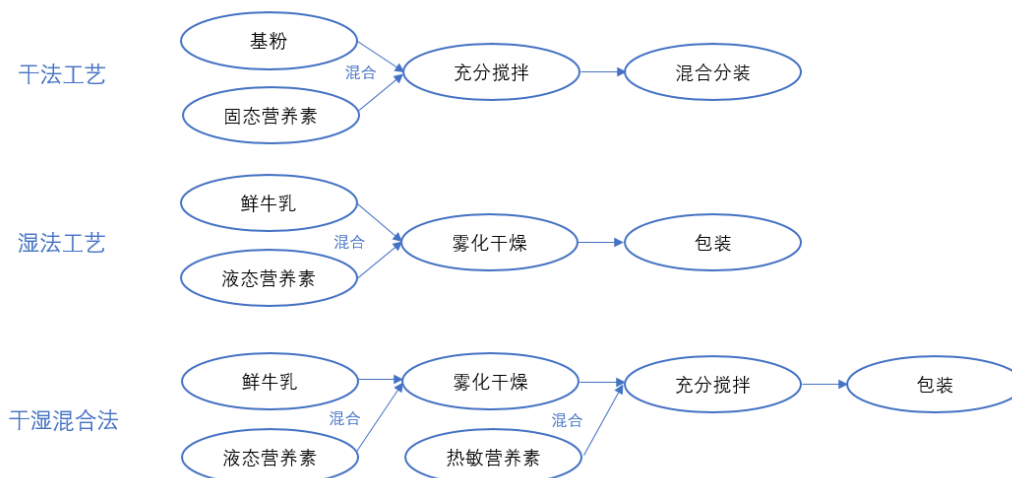 基粉
干法工艺
混合
充分搅拌
混合分装
固态营养素
鲜牛乳
湿法工艺
混合
雾化干燥
包装
液态营养素
鲜牛乳
雾化干燥
充分搅拌
包装
干湿混合法
混合
混合
液态营养素
热敏营养素